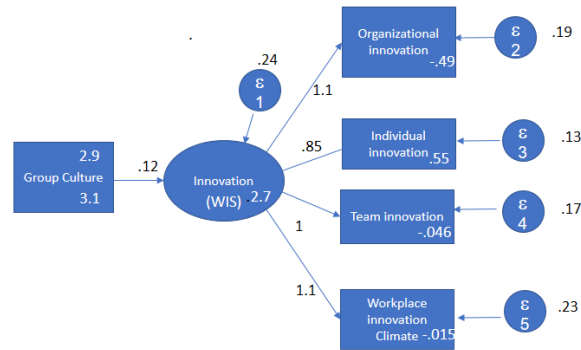 .
.24
ε
1
2.9
Group Culture
3.1
.12
Innovation
(WIS) .2.7
1.1
.85
1
1.1
Organizational
innovation
-.49
ε
2
.19
Individual
innovation .55
ε
3
.13
Team innovation
-.046
ε
4
.17
Workplace
innovation
Climate -.015
ε
5
.23